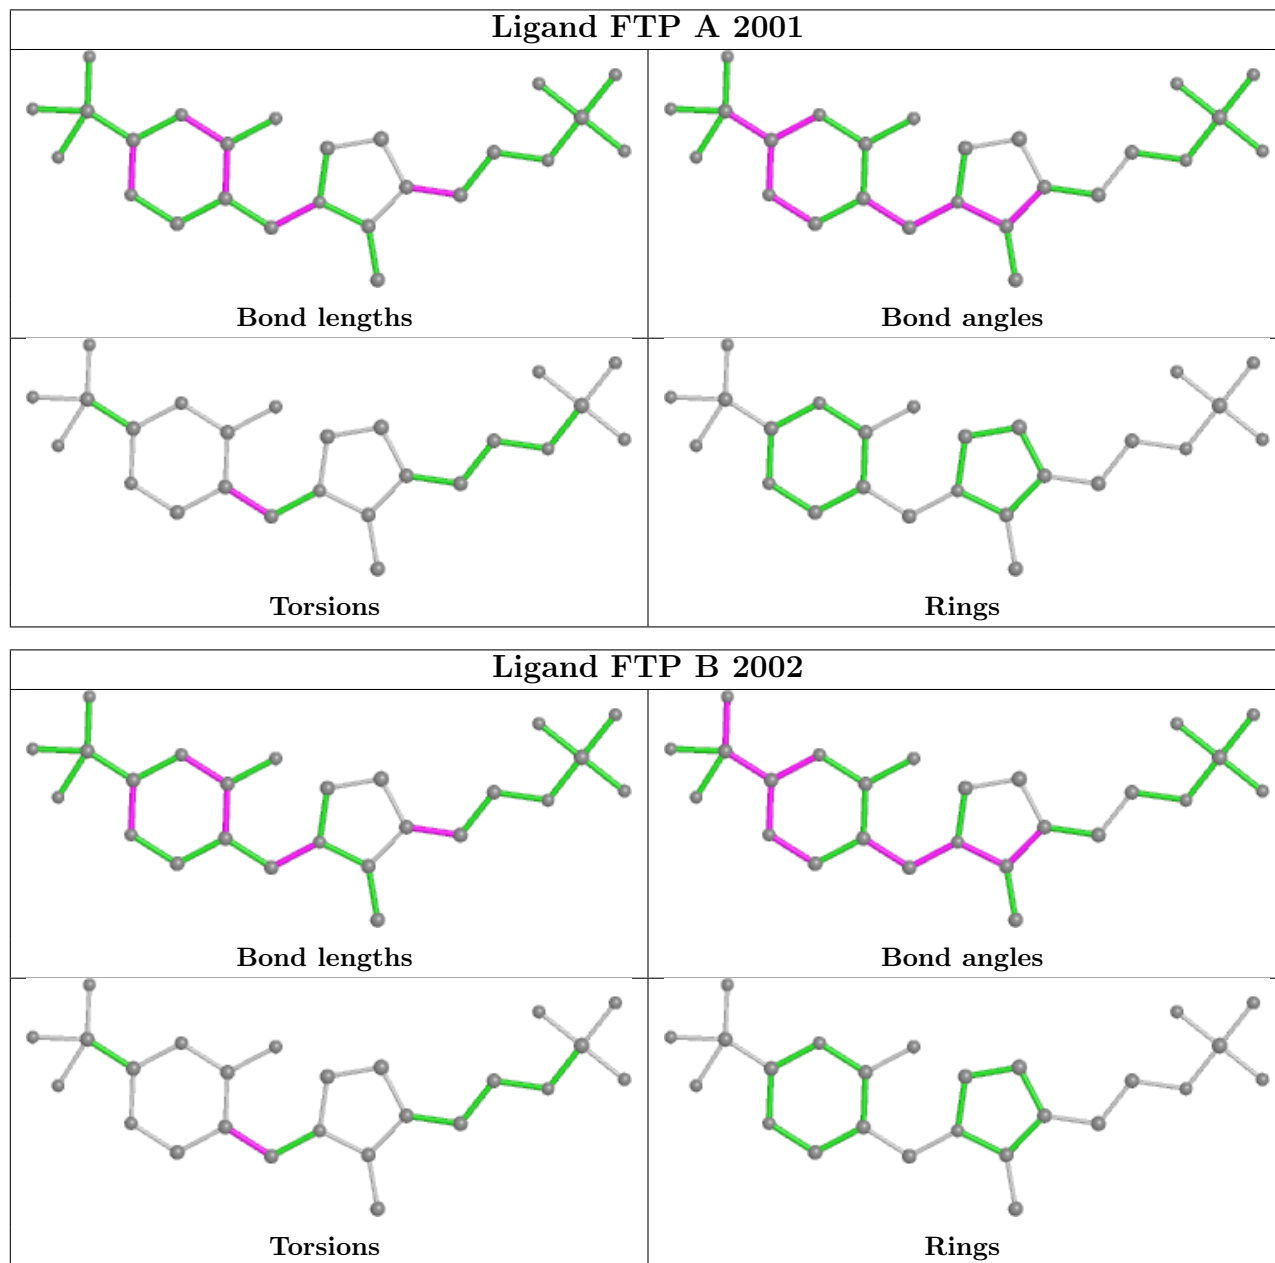 Ligand FTP A 2001
Bond lengths
Bond angles
Torsions
Rings
Ligand FTP B 2002
Bond lengths
Bond angles
Torsions
Rings